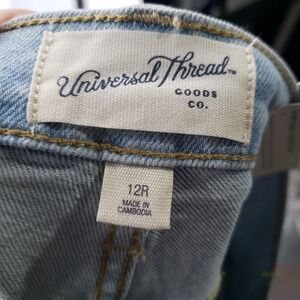 Universal Thread™
GOODS
CO.
12R
MADE IN
CAMBODIA